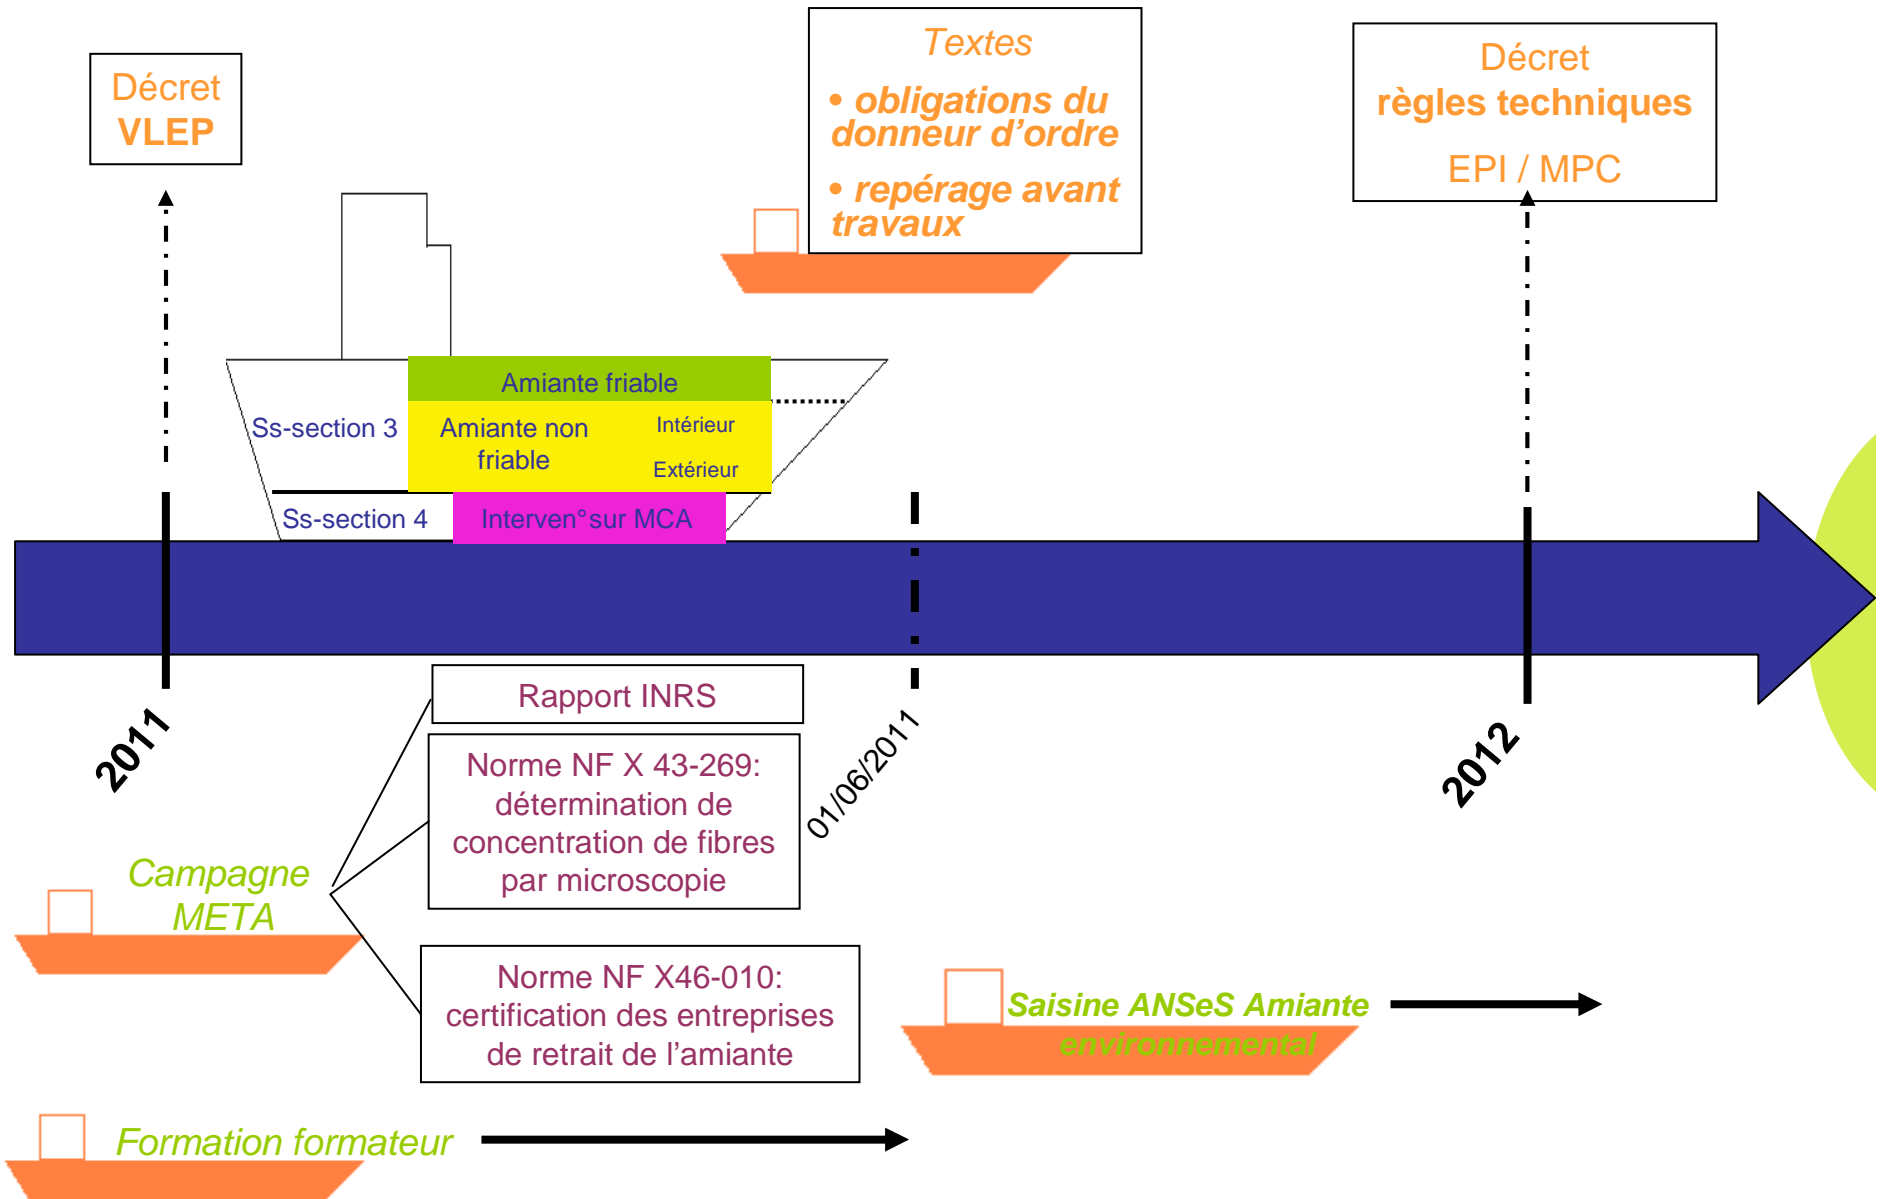 Décret
VLEP
Textes
• obligations du
donneur d'ordre
• repérage avant
travaux
Décret
règles techniques
EPI / MPC
Amiante friable
Ss-section 3
Amiante non
friable
Intérieur
Extérieur
Ss-section 4
Interven° sur MCA
2011
01/06/2011
2012
Rapport INRS
Norme NF X 43-269:
détermination de
concentration de fibres
par microscopie
Campagne
META
Norme NF X46-010:
certification des entreprises
de retrait de l'amiante
Saisine ANSeS Amiante
environnemental
Formation formateur